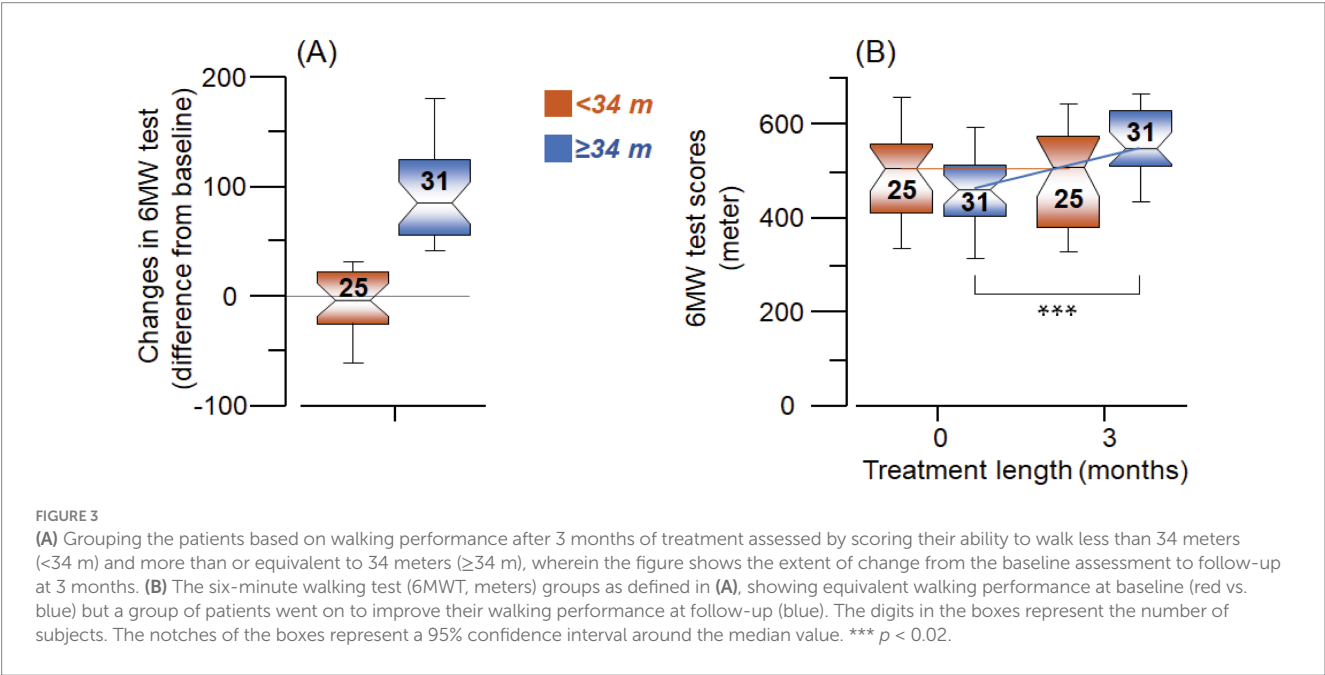 (A)
200
100
0
-100
Changes in 6MW test
(difference from baseline)
25
31
<34 m
≥34 m
(B)
600
400
200
0
6MW test scores
(meter)
25
31
25
31
***
0
3
Treatment length (months)
FIGURE 3
(A) Grouping the patients based on walking performance after 3 months of treatment assessed by scoring their ability to walk less than 34 meters
(<34 m) and more than or equivalent to 34 meters (≥34 m), wherein the figure shows the extent of change from the baseline assessment to follow-up
at 3 months. (B) The six-minute walking test (6MWT, meters) groups as defined in (A), showing equivalent walking performance at baseline (red vs.
blue) but a group of patients went on to improve their walking performance at follow-up (blue). The digits in the boxes represent the number of
subjects. The notches of the boxes represent a 95% confidence interval around the median value. *** p < 0.02.